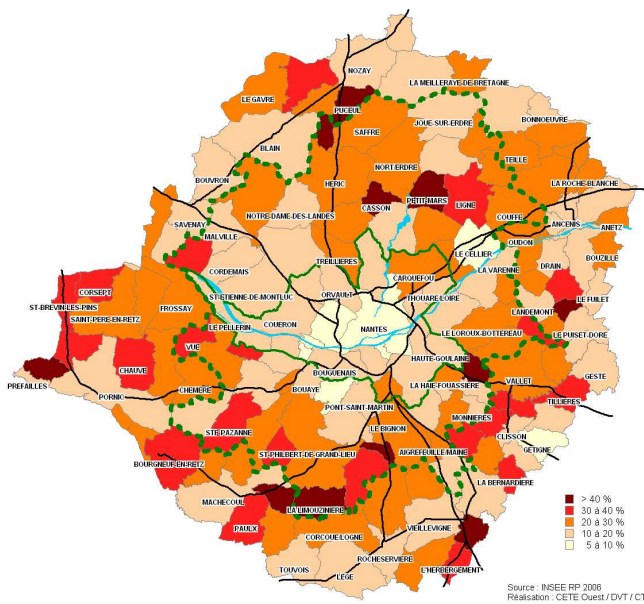 NOZAY
LA MEILLERAYE-DE-BRETAGNE
LE GAVRE
PUCEUL
JOUE-SUR-ERDRE
BONNOEUVRE
SAFFRE
BLAIN
TEILLE
NORT/ERDRE
BOUVRON
HERIC
LA ROCHE-BLANCHE
PETIT-MARS
CASSON
LIGNE
NOTRE-DAME-DES-LANDES
COUFFE
ANCENIS
ANETZ
SAVENAY
MALVILLE
OUDON
LE CELLIER
BOUZILLE
TREILLIERES
DRAIN
CORDEMAIS
LA VARENNE
CARQUEFOU
CORSEPT
ST-ETIENNE-DE-MONTLUC
ORVAULT
THOUARE/LOIRE
ST-BREVIN-LES-PINS
FROSSAY
LE FUILET
SAINT-PERE-EN-RETZ
LANDEMONT
COUERON
LE PELLERIN
NANTES
LE LOROUX-BOTTEREAU
LE PUISET-DORE
VUE
HAUTE-GOULAINE
CHAUVE
BOUGUENAIS
GESTE
VALLET
PREFAILLES
LA HAIE-FOUASSIERE
CHEMERE
BOUAYE
PORNIC
TILLIERES
PONT-SAINT-MARTIN
MONNIERES
LE BIGNON
STE-PAZANNE
CLISSON
GETIGNE
AIGREFEUILLE/MAINE
ST-PHILBERT-DE-GRAND-LIEU
BOURGNEUF-EN-RETZ
LA BERNARDIERE
MACHECOUL
LA LIMOUZINIERE
VIEILLEVIGNE
PAULX
CORCOUE/LOGNE
ROCHESERVIERE
TOUVOIS
LEGE
L'HERBERGEMENT
> 40 %
30 à 40 %
20 à 30 %
10 à 20 %
5 à 10 %
Source : INSEE RP 2006
Réalisation : CETE Ouest / DVT / CT